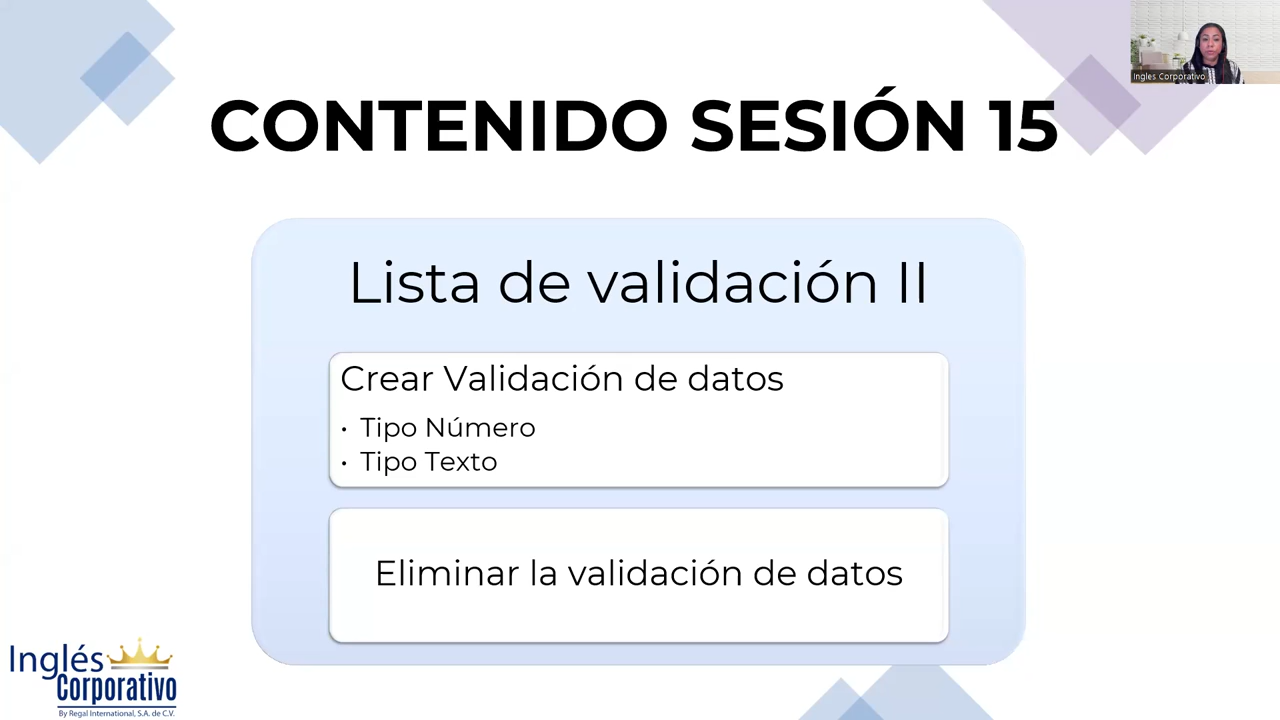 Ingles Corporativo
CONTENIDO SESIÓN 15
Lista de validación II
Crear Validación de datos
• Tipo Número
• Tipo Texto
Eliminar la validación de datos
Inglés
Corporativo
By Regal International, S.A. de C.V.